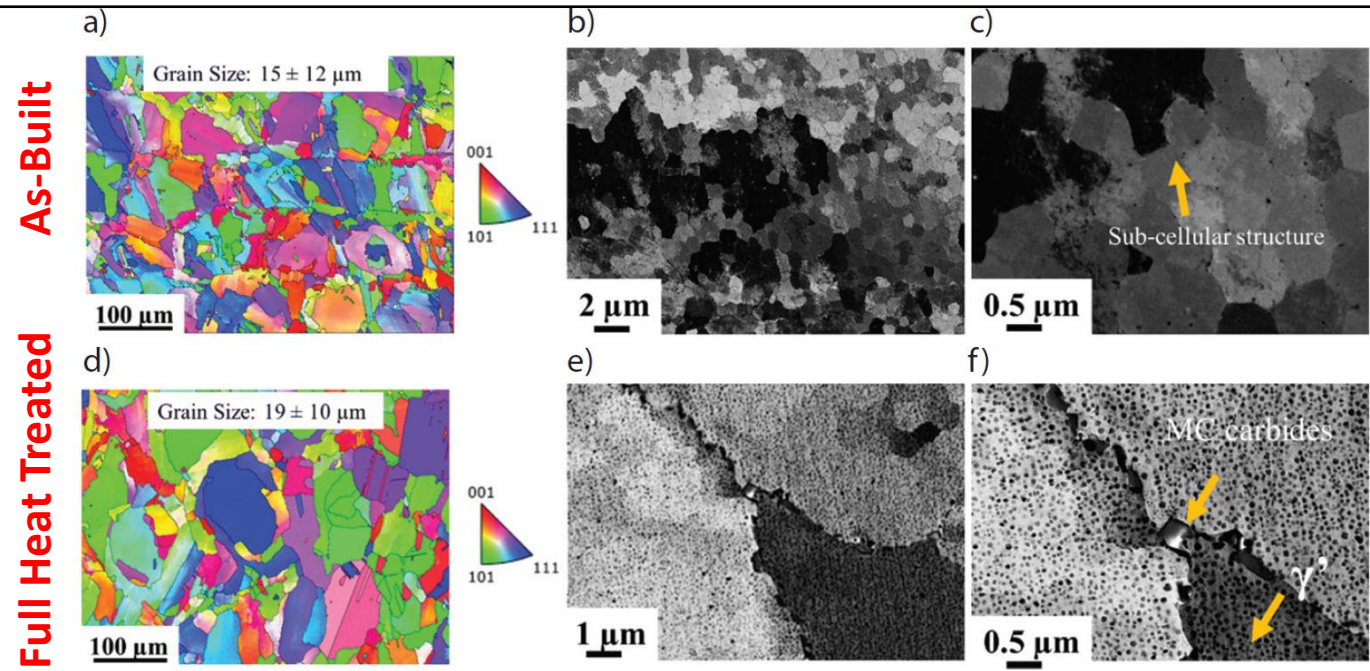 As-Built
a)
Grain Size: 15 ± 12 µm
001
101
111
100 µm
b)
2 µm
c)
Sub-cellular structure
0.5 µm
Full Heat Treated
d)
Grain Size: 19 ± 10 µm
001
101
111
100 µm
e)
1 µm
f)
MC carbides
γ'
0.5 µm